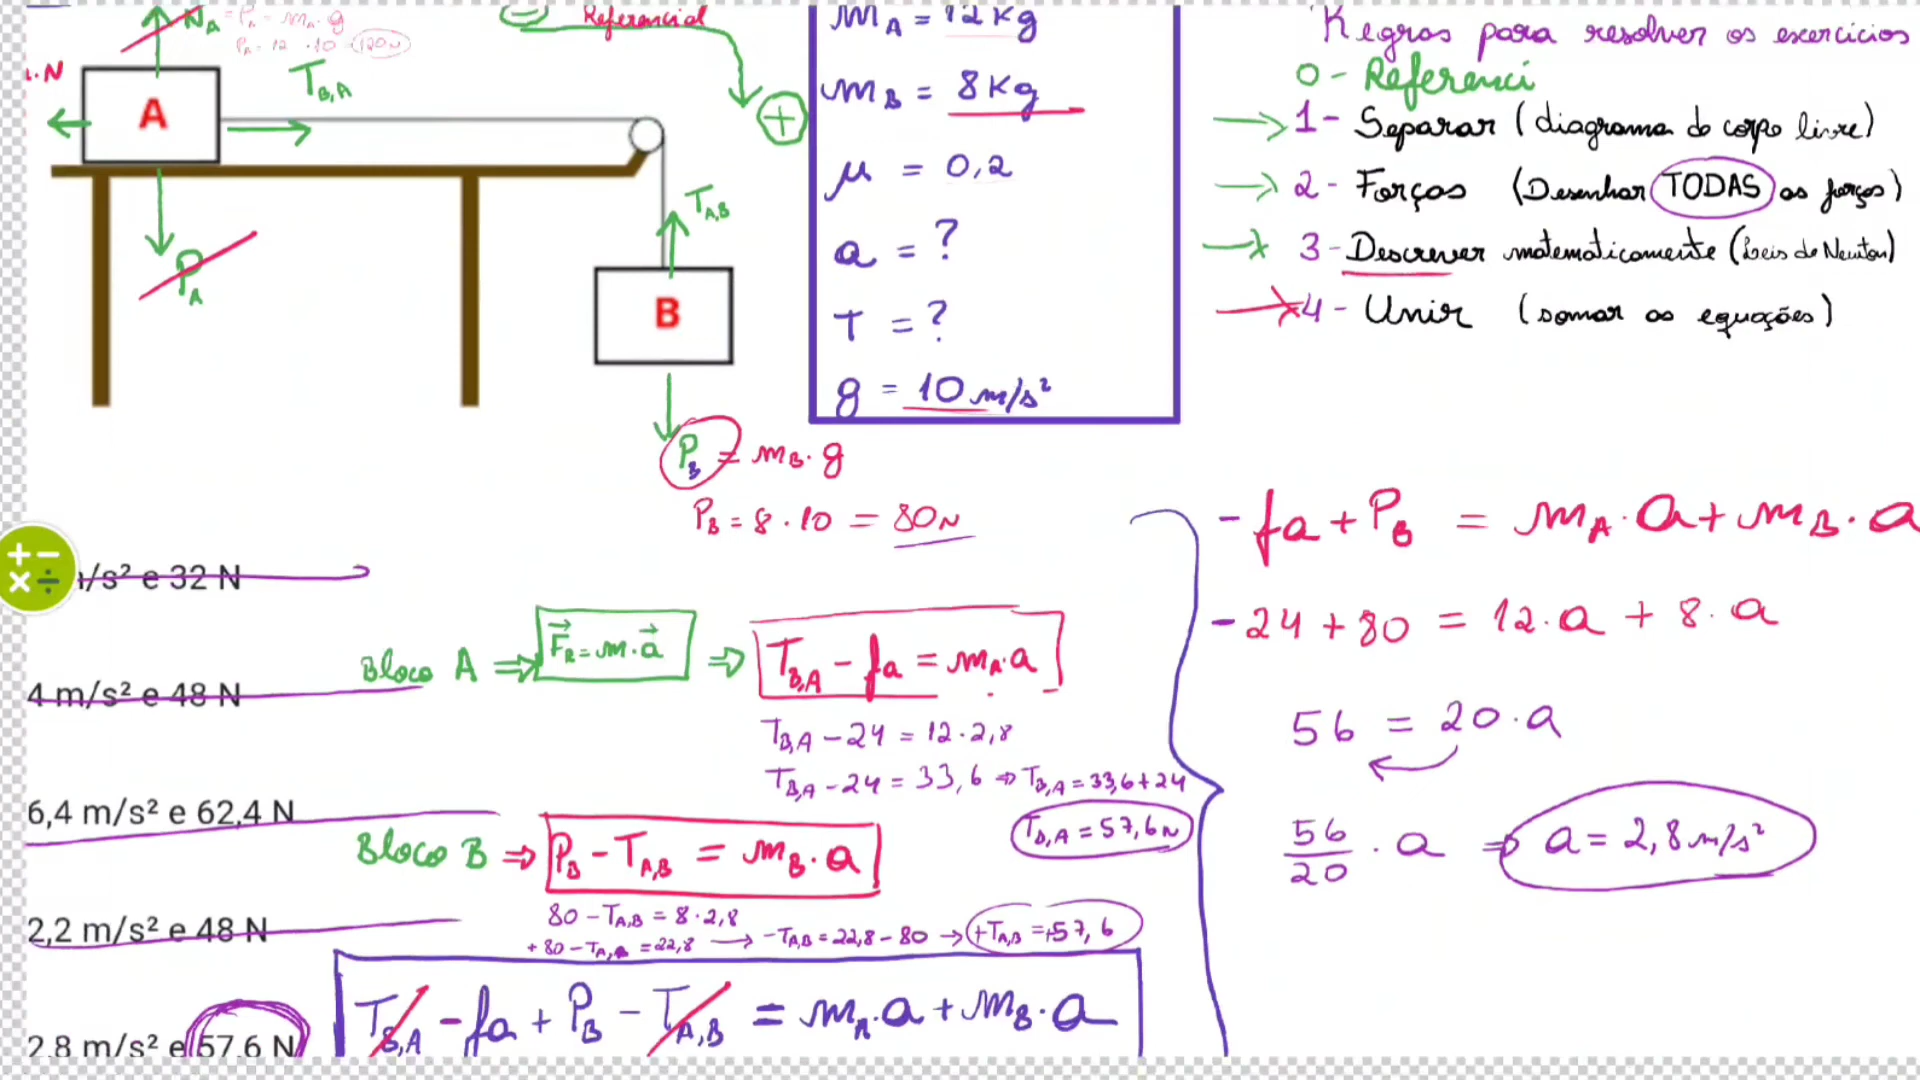 N_A
= P_A = m_A . g
P_A = 12 . 10 = 120N
. N
T_B,A
A
P_A
Referencial
+
T_A,B
B
P_B = m_B . g
P_B = 8 . 10 = 80N
m_A = 12 Kg
m_B = 8 Kg
μ = 0,2
a = ?
T = ?
g = 10 m/s²
Regras para resolver os exercícios
0 - Referenci
1 - Separar (diagrama do corpo livre)
2 - Forças (Desenhar TODAS as forças)
3 - Descrever matematicamente (Leis de Newton)
4 - Unir (somar as equações)
/s² e 32 N
4 m/s² e 48 N
6,4 m/s² e 62,4 N
2,2 m/s² e 48 N
2,8 m/s² e 57,6 N
Bloco A ⇒ F_R = m . a ⇒ T_B,A - fa = m_A . a
T_B,A - 24 = 12 . 2,8
T_B,A - 24 = 33,6 ⇒ T_B,A = 33,6 + 24
T_B,A = 57,6 N
Bloco B ⇒ P_B - T_A,B = m_B . a
80 - T_A,B = 8 . 2,8
+ 80 - T_A,B = 22,8 → - T_A,B = 22,8 - 80 → + T_A,B = +57,6
T_B,A - fa + P_B - T_A,B = m_A . a + m_B . a
- fa + P_B = m_A . a + m_B . a
- 24 + 80 = 12 . a + 8 . a
56 = 20 . a
56/20 . a ⇒ a = 2,8 m/s²